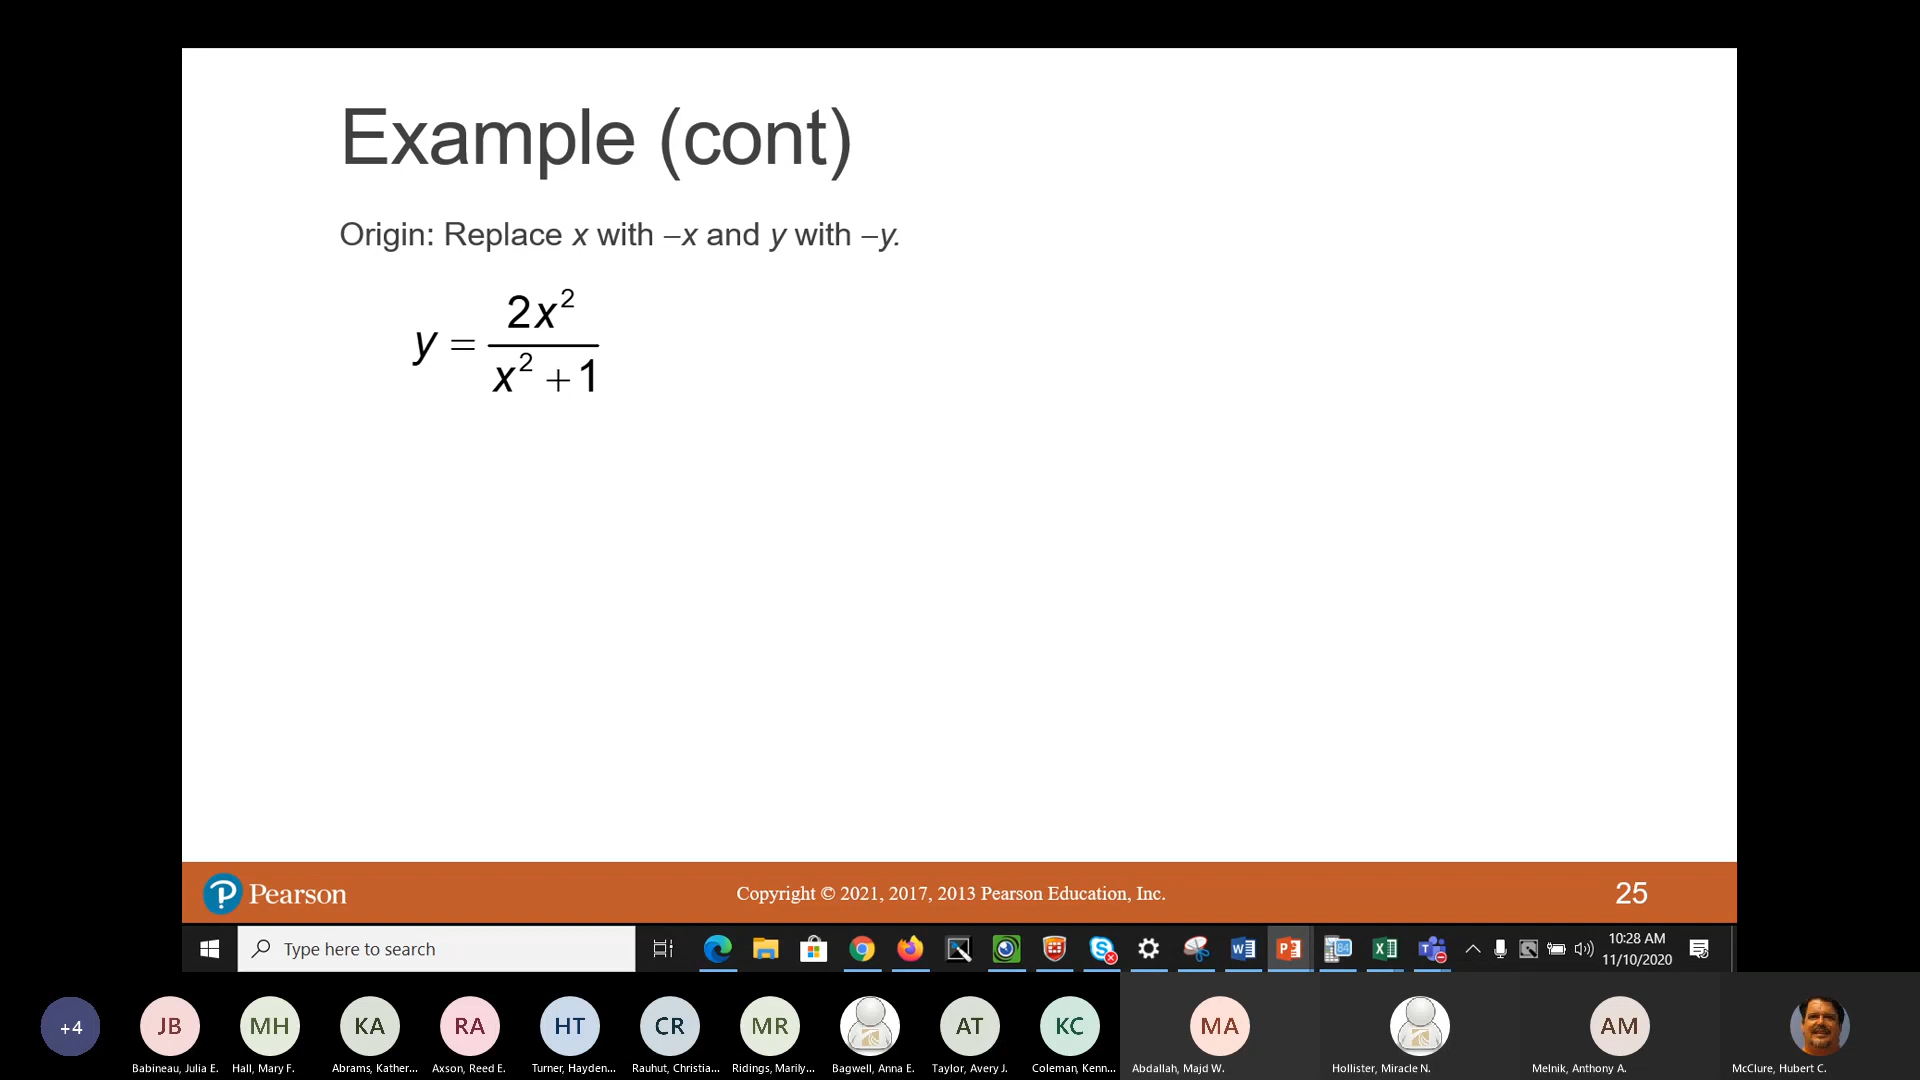 Example (cont)
Origin: Replace x with –x and y with –y.
y = 2x² / x² + 1
Pearson
Copyright © 2021, 2017, 2013 Pearson Education, Inc.
25
Type here to search
10:28 AM
11/10/2020
+4 JB MH KA RA HT CR MR AT KC MA AM
Babineau, Julia E. Hall, Mary F. Abrams, Kather... Axson, Reed E. Turner, Hayden... Rauhut, Christia... Ridings, Marily... Bagwell, Anna E. Taylor, Avery J. Coleman, Kenn... Abdallah, Majd W. Hollister, Miracle N. Melnik, Anthony A. McClure, Hubert C.